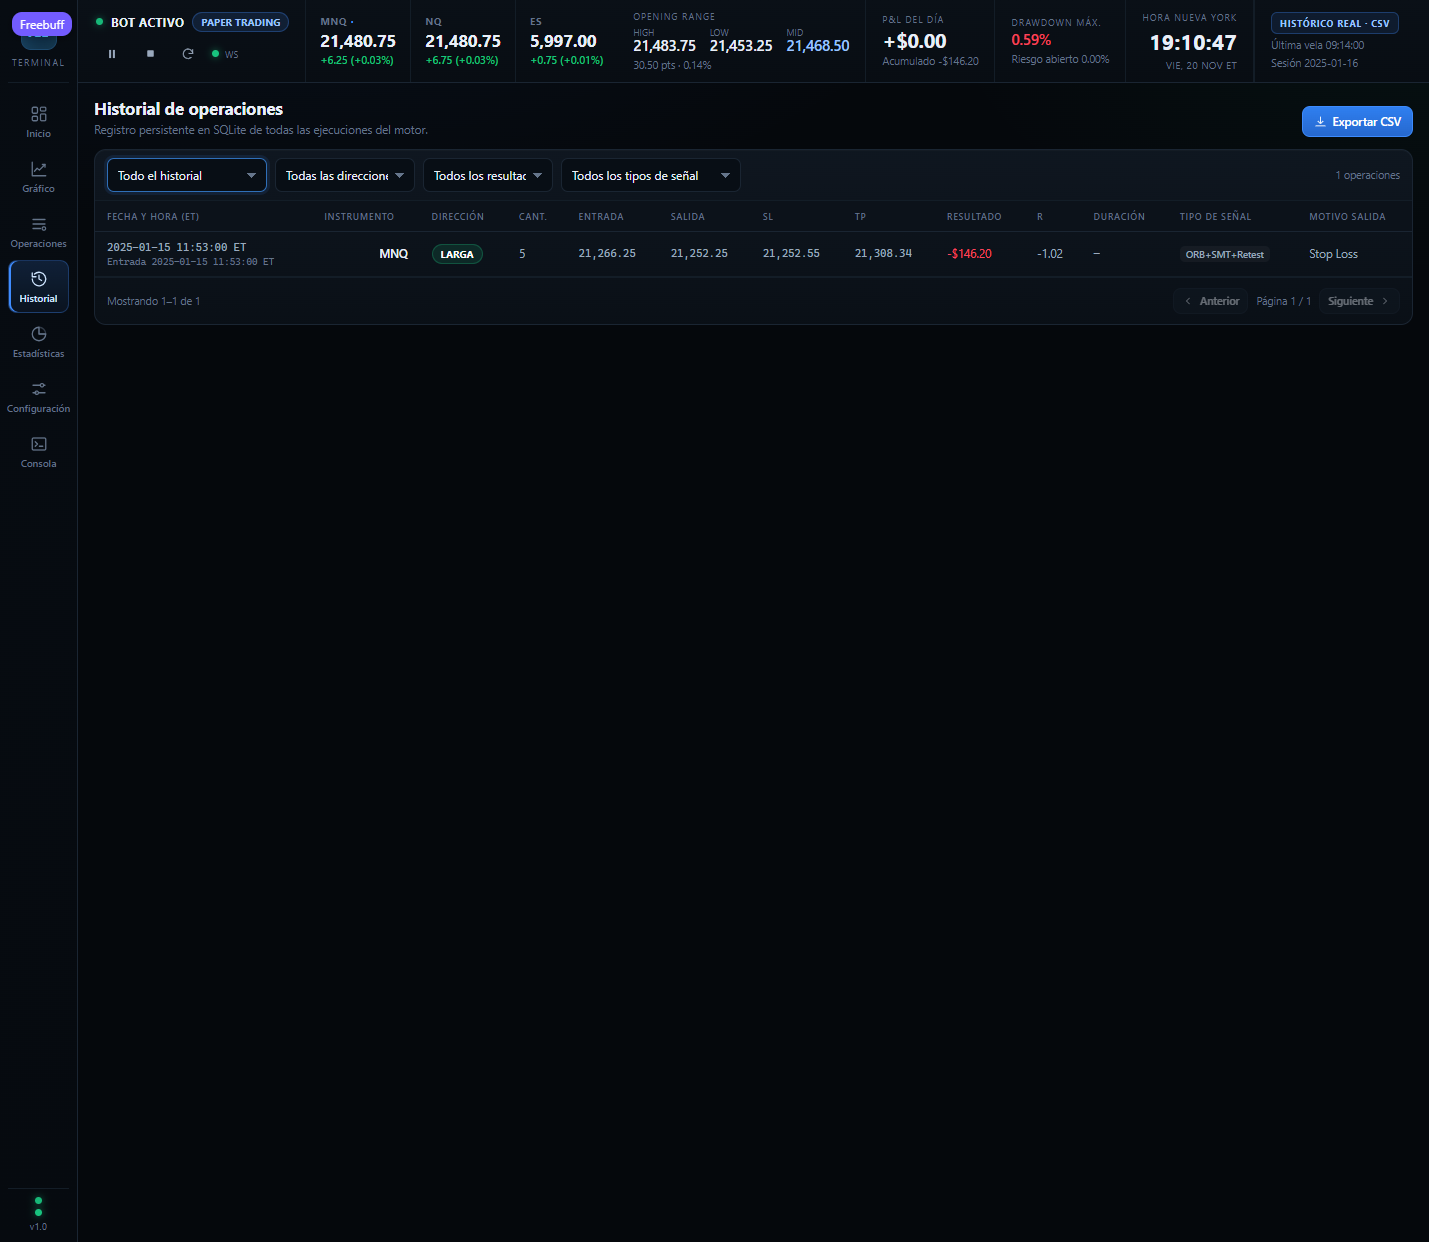 Freebuff
TERMINAL
Inicio
Gráfico
Operaciones
Historial
Estadísticas
Configuración
Consola
v1.0
BOT ACTIVO PAPER TRADING
WS
MNQ •
21,480.75
+6.25 (+0.03%)
NQ
21,480.75
+6.75 (+0.03%)
ES
5,997.00
+0.75 (+0.01%)
OPENING RANGE
HIGH LOW MID
21,483.75 21,453.25 21,468.50
30.50 pts · 0.14%
P&L DEL DÍA
+$0.00
Acumulado -$146.20
DRAWDOWN MÁX.
0.59%
Riesgo abierto 0.00%
HORA NUEVA YORK
19:10:47
VIE, 20 NOV ET
HISTÓRICO REAL · CSV
Última vela 09:14:00
Sesión 2025-01-16
Historial de operaciones
Registro persistente en SQLite de todas las ejecuciones del motor.
Exportar CSV
Todo el historial Todas las direccione Todos los resultac Todos los tipos de señal 1 operaciones
FECHA Y HORA (ET) INSTRUMENTO DIRECCIÓN CANT. ENTRADA SALIDA SL TP RESULTADO R DURACIÓN TIPO DE SEÑAL MOTIVO SALIDA
2025-01-15 11:53:00 ET MNQ LARGA 5 21,266.25 21,252.25 21,252.55 21,308.34 -$146.20 -1.02 – ORB+SMT+Retest Stop Loss
Entrada 2025-01-15 11:53:00 ET
Mostrando 1–1 de 1 Anterior Página 1 / 1 Siguiente